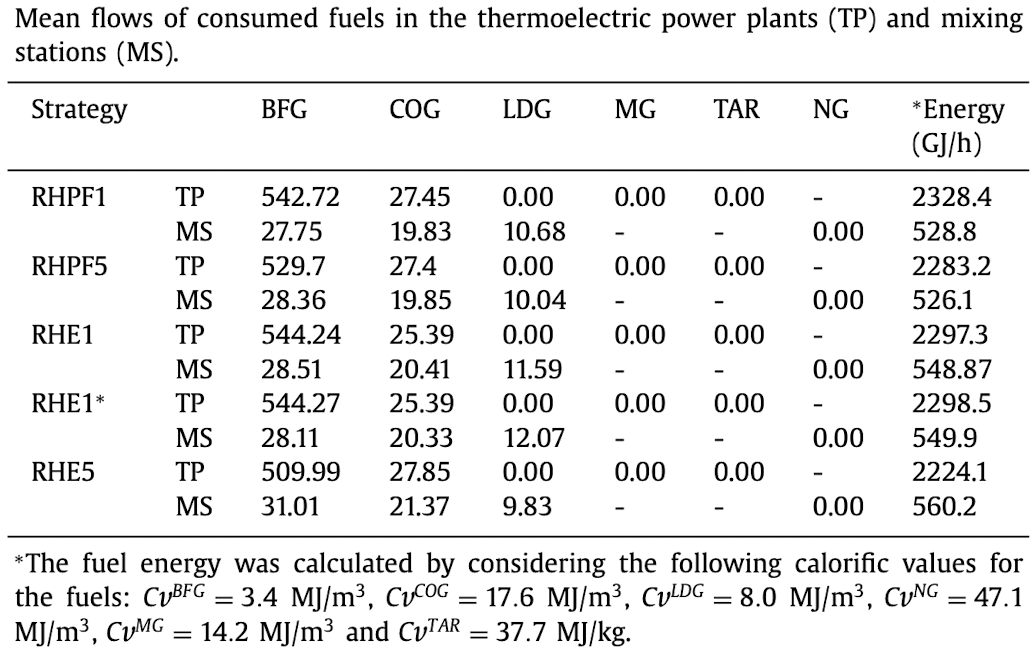 Mean flows of consumed fuels in the thermoelectric power plants (TP) and mixing
stations (MS).
Strategy BFG COG LDG MG TAR NG *Energy
(GJ/h)
RHPF1 TP 542.72 27.45 0.00 0.00 0.00 - 2328.4
MS 27.75 19.83 10.68 - - 0.00 528.8
RHPF5 TP 529.7 27.4 0.00 0.00 0.00 - 2283.2
MS 28.36 19.85 10.04 - - 0.00 526.1
RHE1 TP 544.24 25.39 0.00 0.00 0.00 - 2297.3
MS 28.51 20.41 11.59 - - 0.00 548.87
RHE1* TP 544.27 25.39 0.00 0.00 0.00 - 2298.5
MS 28.11 20.33 12.07 - - 0.00 549.9
RHE5 TP 509.99 27.85 0.00 0.00 0.00 - 2224.1
MS 31.01 21.37 9.83 - - 0.00 560.2
*The fuel energy was calculated by considering the following calorific values for
the fuels: Cv^BFG = 3.4 MJ/m³, Cv^COG = 17.6 MJ/m³, Cv^LDG = 8.0 MJ/m³, Cv^NG = 47.1
MJ/m³, Cv^MG = 14.2 MJ/m³ and Cv^TAR = 37.7 MJ/kg.